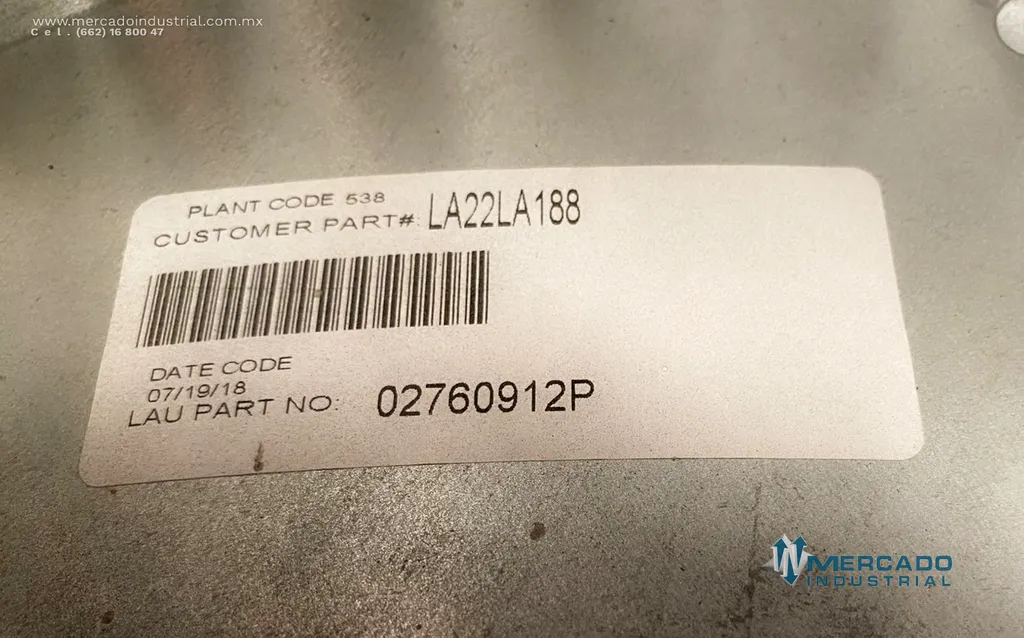 www.mercadoindustrial.com.mx
Cel. (662) 16 800 47
PLANT CODE 538
CUSTOMER PART#: LA22LA188
DATE CODE
07/19/18
LAU PART NO: 02760912P
MERCADO
INDUSTRIAL